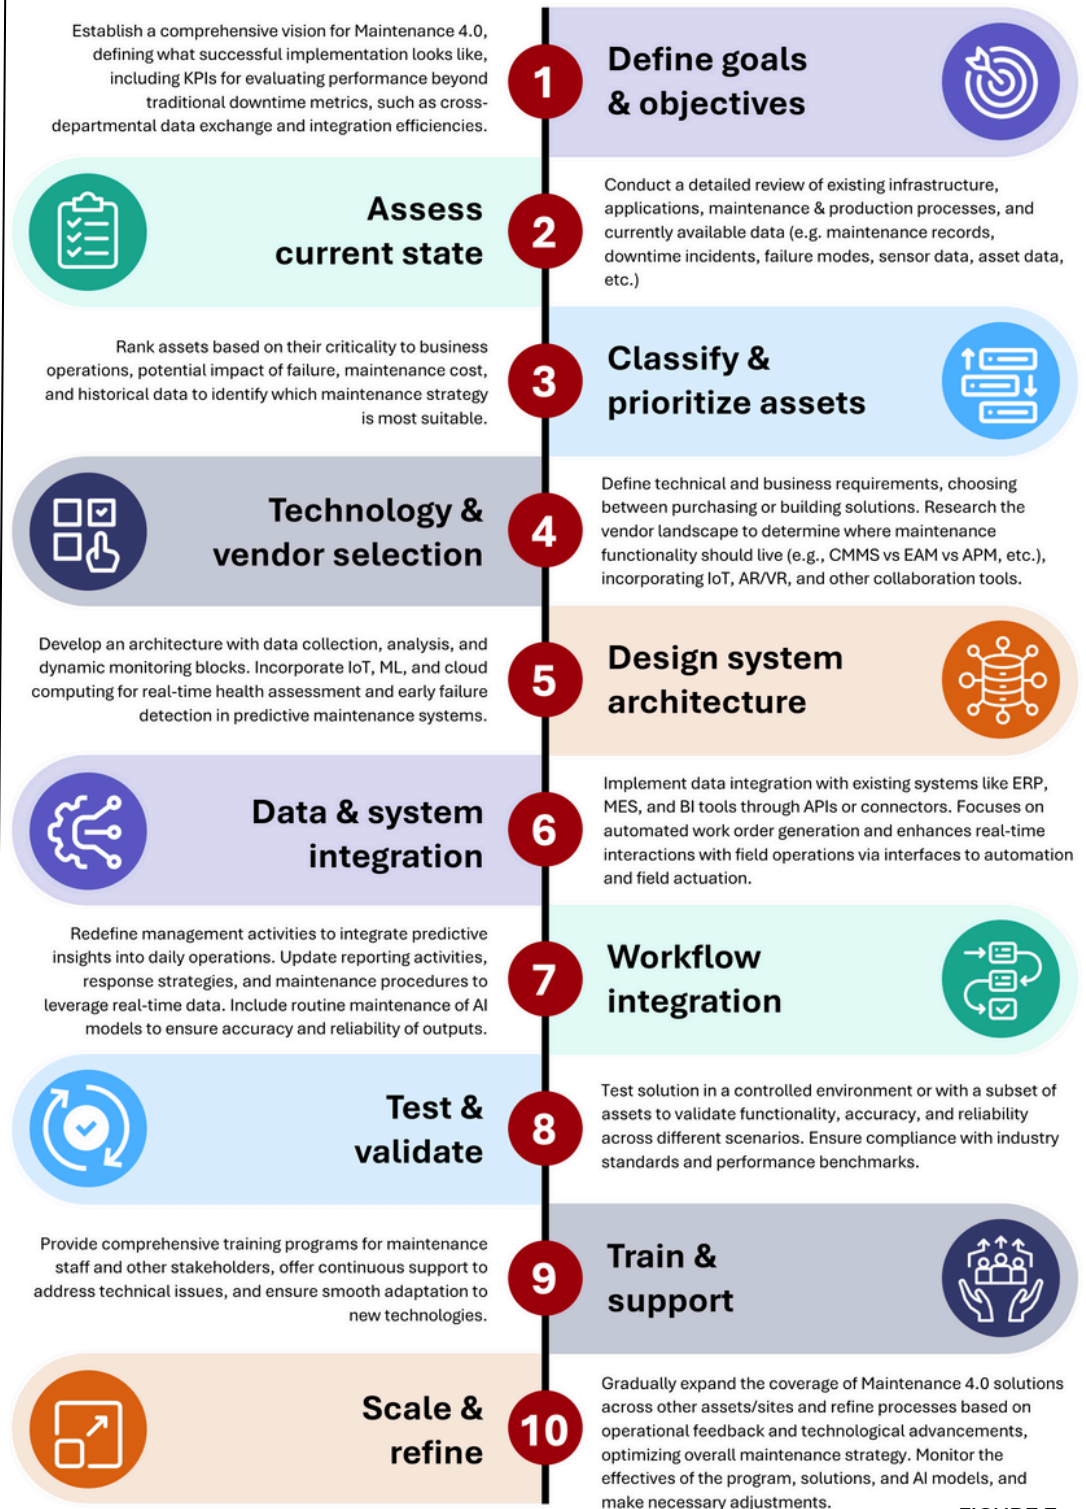 Establish a comprehensive vision for Maintenance 4.0,
defining what successful implementation looks like,
including KPIs for evaluating performance beyond
traditional downtime metrics, such as cross-
departmental data exchange and integration efficiencies.
1
Define goals
& objectives
Assess
current state
2
Conduct a detailed review of existing infrastructure,
applications, maintenance & production processes, and
currently available data (e.g. maintenance records,
downtime incidents, failure modes, sensor data, asset data,
etc.)
Rank assets based on their criticality to business
operations, potential impact of failure, maintenance cost,
and historical data to identify which maintenance strategy
is most suitable.
3
Classify &
prioritize assets
Technology &
vendor selection
4
Define technical and business requirements, choosing
between purchasing or building solutions. Research the
vendor landscape to determine where maintenance
functionality should live (e.g., CMMS vs EAM vs APM, etc.),
incorporating IoT, AR/VR, and other collaboration tools.
Develop an architecture with data collection, analysis, and
dynamic monitoring blocks. Incorporate IoT, ML, and cloud
computing for real-time health assessment and early failure
detection in predictive maintenance systems.
5
Design system
architecture
Data & system
integration
6
Implement data integration with existing systems like ERP,
MES, and BI tools through APIs or connectors. Focuses on
automated work order generation and enhances real-time
interactions with field operations via interfaces to automation
and field actuation.
Redefine management activities to integrate predictive
insights into daily operations. Update reporting activities,
response strategies, and maintenance procedures to
leverage real-time data. Include routine maintenance of AI
models to ensure accuracy and reliability of outputs.
7
Workflow
integration
Test &
validate
8
Test solution in a controlled environment or with a subset of
assets to validate functionality, accuracy, and reliability
across different scenarios. Ensure compliance with industry
standards and performance benchmarks.
Provide comprehensive training programs for maintenance
staff and other stakeholders, offer continuous support to
address technical issues, and ensure smooth adaptation to
new technologies.
9
Train &
support
Scale &
refine
10
Gradually expand the coverage of Maintenance 4.0 solutions
across other assets/sites and refine processes based on
operational feedback and technological advancements,
optimizing overall maintenance strategy. Monitor the
effectives of the program, solutions, and AI models, and
make necessary adjustments.